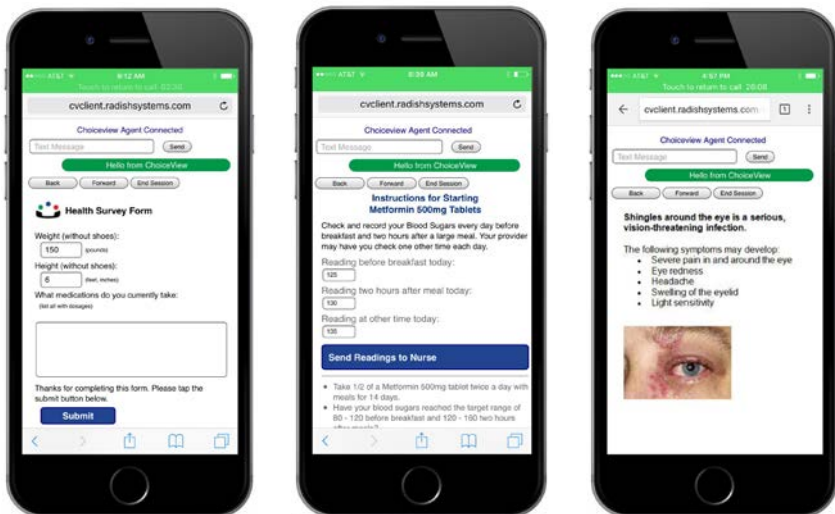 AT&T 8:12 AM
Touch to return to call 02:30
cvclient.radishsystems.com
Choiceview Agent Connected
Text Message Send
Hello from ChoiceView
Back Forward End Session
Health Survey Form
Weight (without shoes):
150 (pounds)
Height (without shoes):
6 (feet, inches)
What medications do you currently take:
(list all with dosages)
Thanks for completing this form. Please tap the
submit button below.
Submit
AT&T 8:39 AM
cvclient.radishsystems.com
Choiceview Agent Connected
Text Message Send
Hello from ChoiceView
Back Forward End Session
Instructions for Starting
Metformin 500mg Tablets
Check and record your Blood Sugars every day before
breakfast and two hours after a large meal. Your provider
may have you check one other time each day.
Reading before breakfast today:
125
Reading two hours after meal today:
130
Reading at other time today:
135
Send Readings to Nurse
• Take 1/2 of a Metformin 500mg tablet twice a day with
meals for 14 days.
• Have your blood sugars reached the target range of
80 - 120 before breakfast and 120 - 160 two hours
after meals?
AT&T 4:57 PM
Touch to return to call 20:08
cvclient.radishsystems.com 1
Choiceview Agent Connected
Text Message Send
Hello from ChoiceView
Back Forward End Session
Shingles around the eye is a serious,
vision-threatening infection.
The following symptoms may develop:
• Severe pain in and around the eye
• Eye redness
• Headache
• Swelling of the eyelid
• Light sensitivity